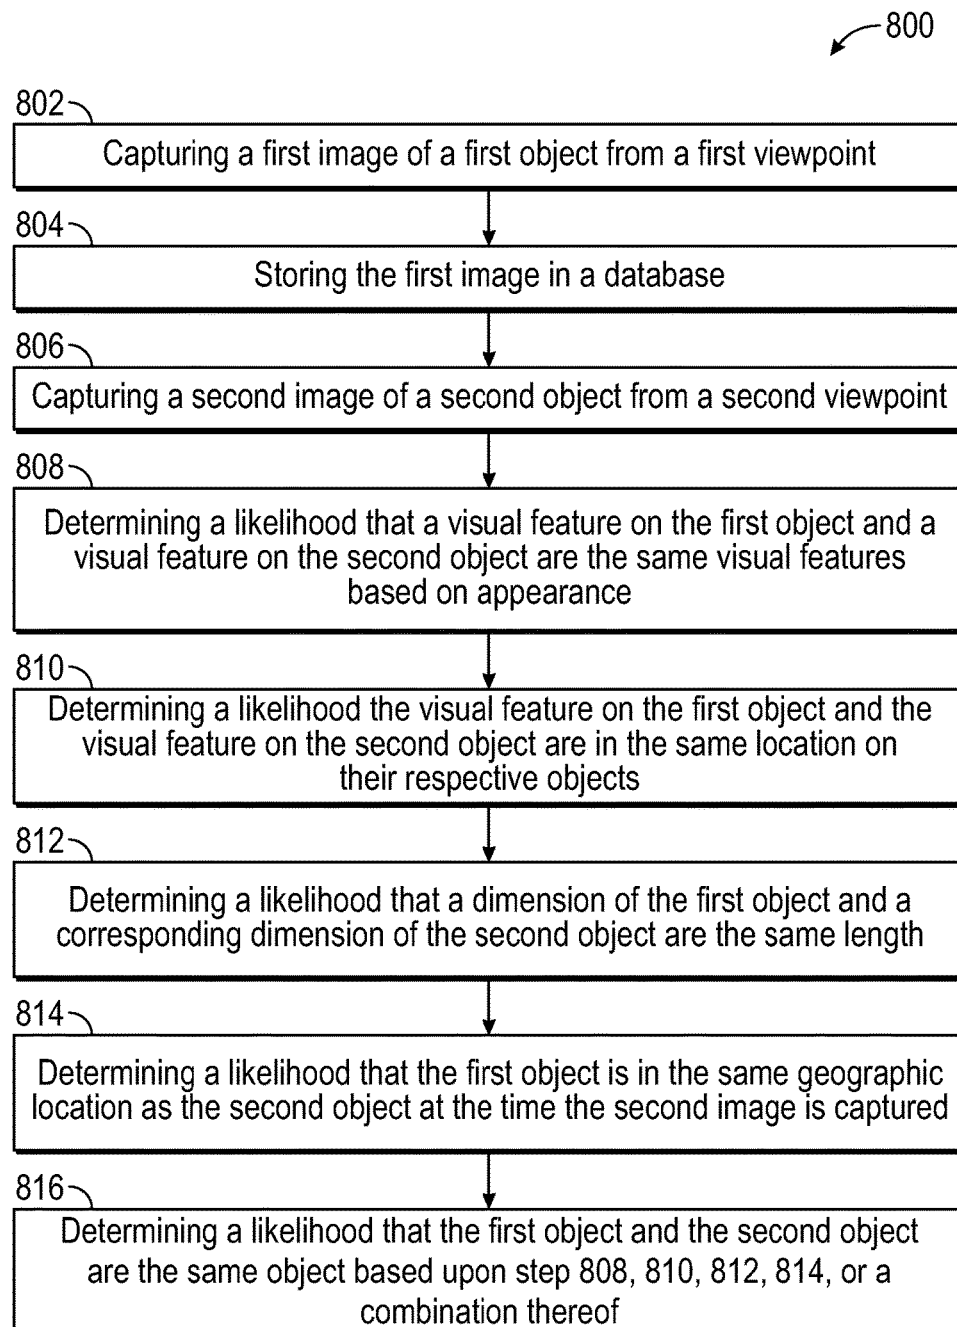 800
802
Capturing a first image of a first object from a first viewpoint
804
Storing the first image in a database
806
Capturing a second image of a second object from a second viewpoint
808
Determining a likelihood that a visual feature on the first object and a
visual feature on the second object are the same visual features
based on appearance
810
Determining a likelihood the visual feature on the first object and the
visual feature on the second object are in the same location on
their respective objects
812
Determining a likelihood that a dimension of the first object and a
corresponding dimension of the second object are the same length
814
Determining a likelihood that the first object is in the same geographic
location as the second object at the time the second image is captured
816
Determining a likelihood that the first object and the second object
are the same object based upon step 808, 810, 812, 814, or a
combination thereof